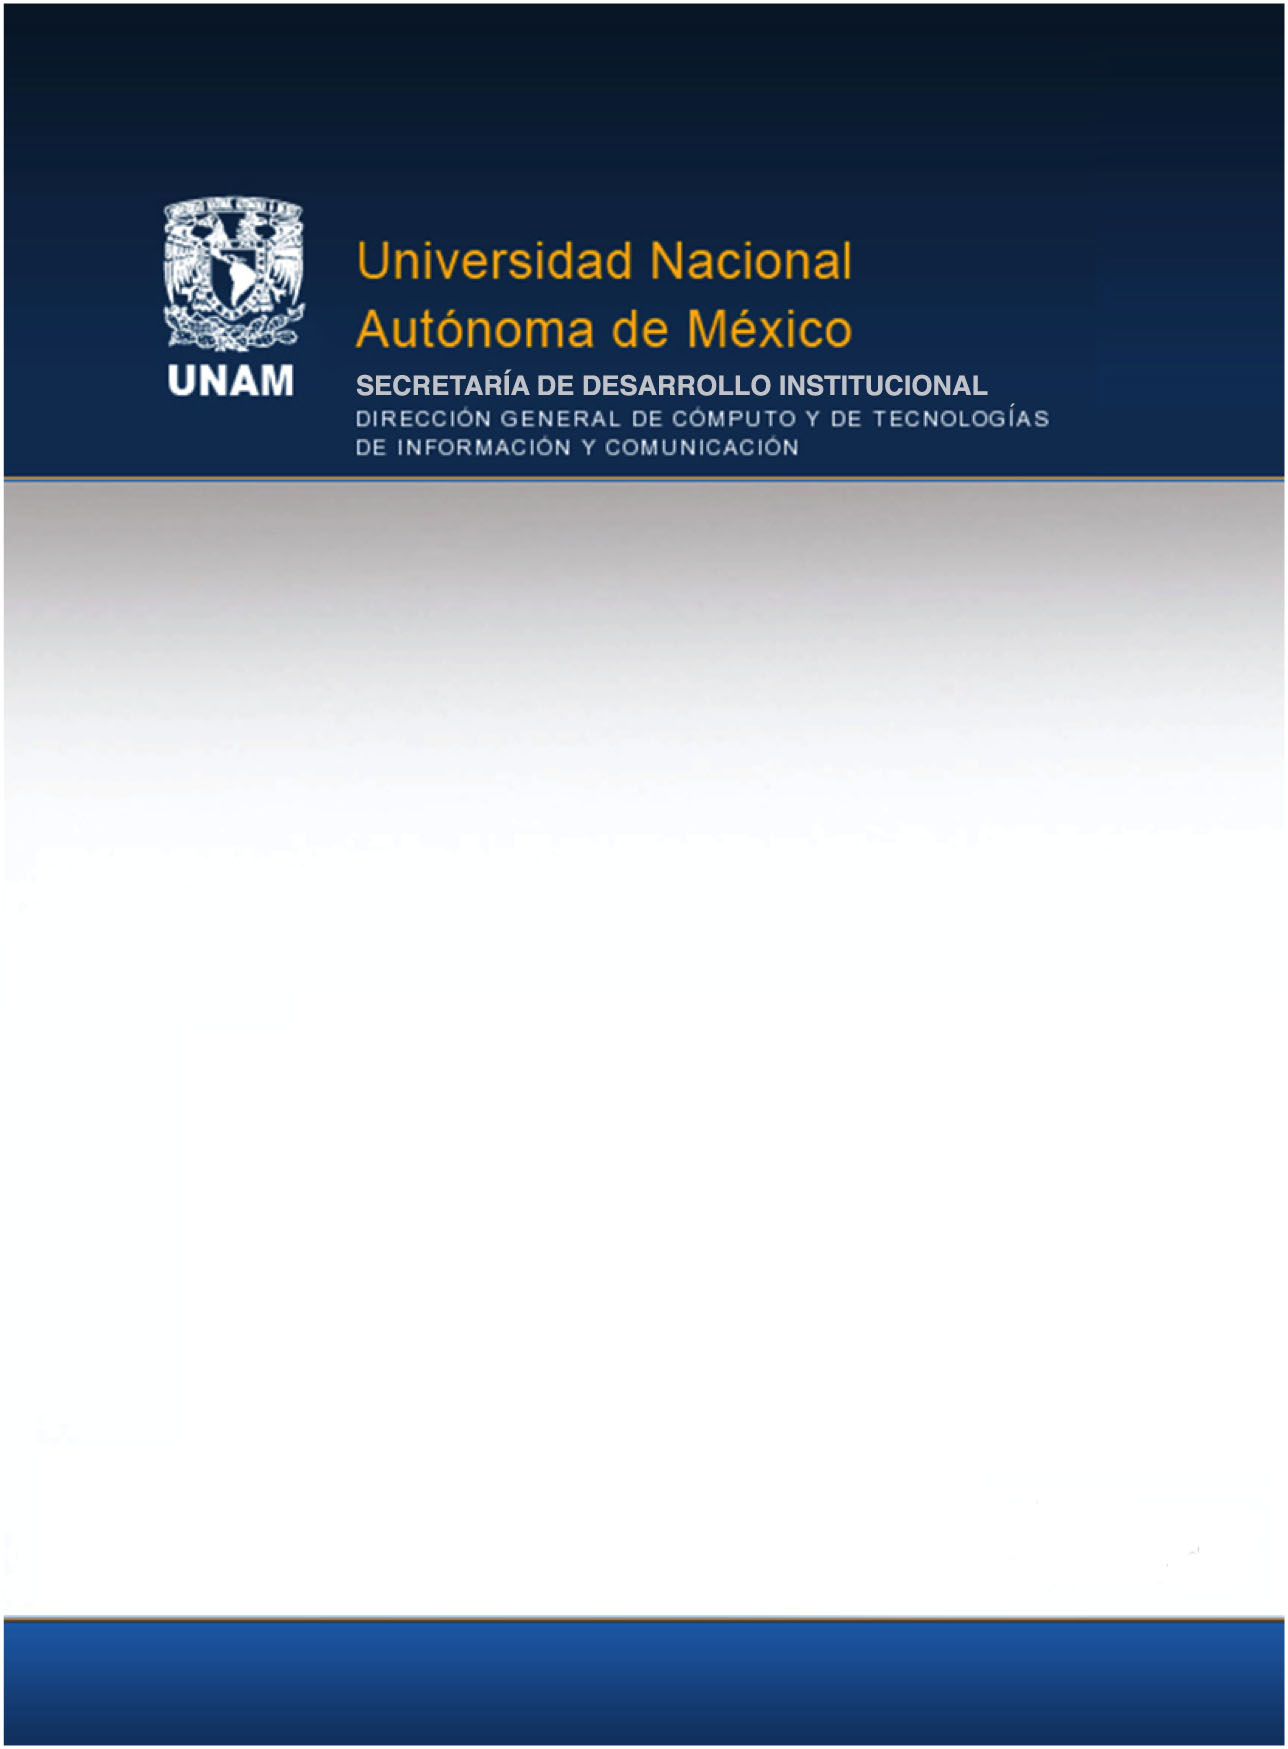 UNAM
Universidad Nacional
Autónoma de México
SECRETARÍA DE DESARROLLO INSTITUCIONAL
DIRECCIÓN GENERAL DE CÓMPUTO Y DE TECNOLOGÍAS
DE INFORMACIÓN Y COMUNICACIÓN